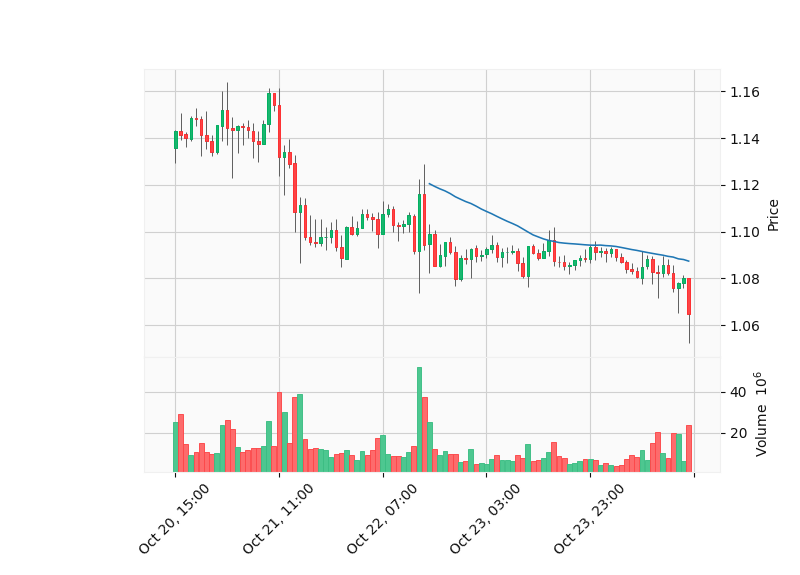 1.16
1.14
1.12
1.10
1.08
1.06
Price
40
20
Volume 10^6
Oct 20, 15:00
Oct 21, 11:00
Oct 22, 07:00
Oct 23, 03:00
Oct 23, 23:00